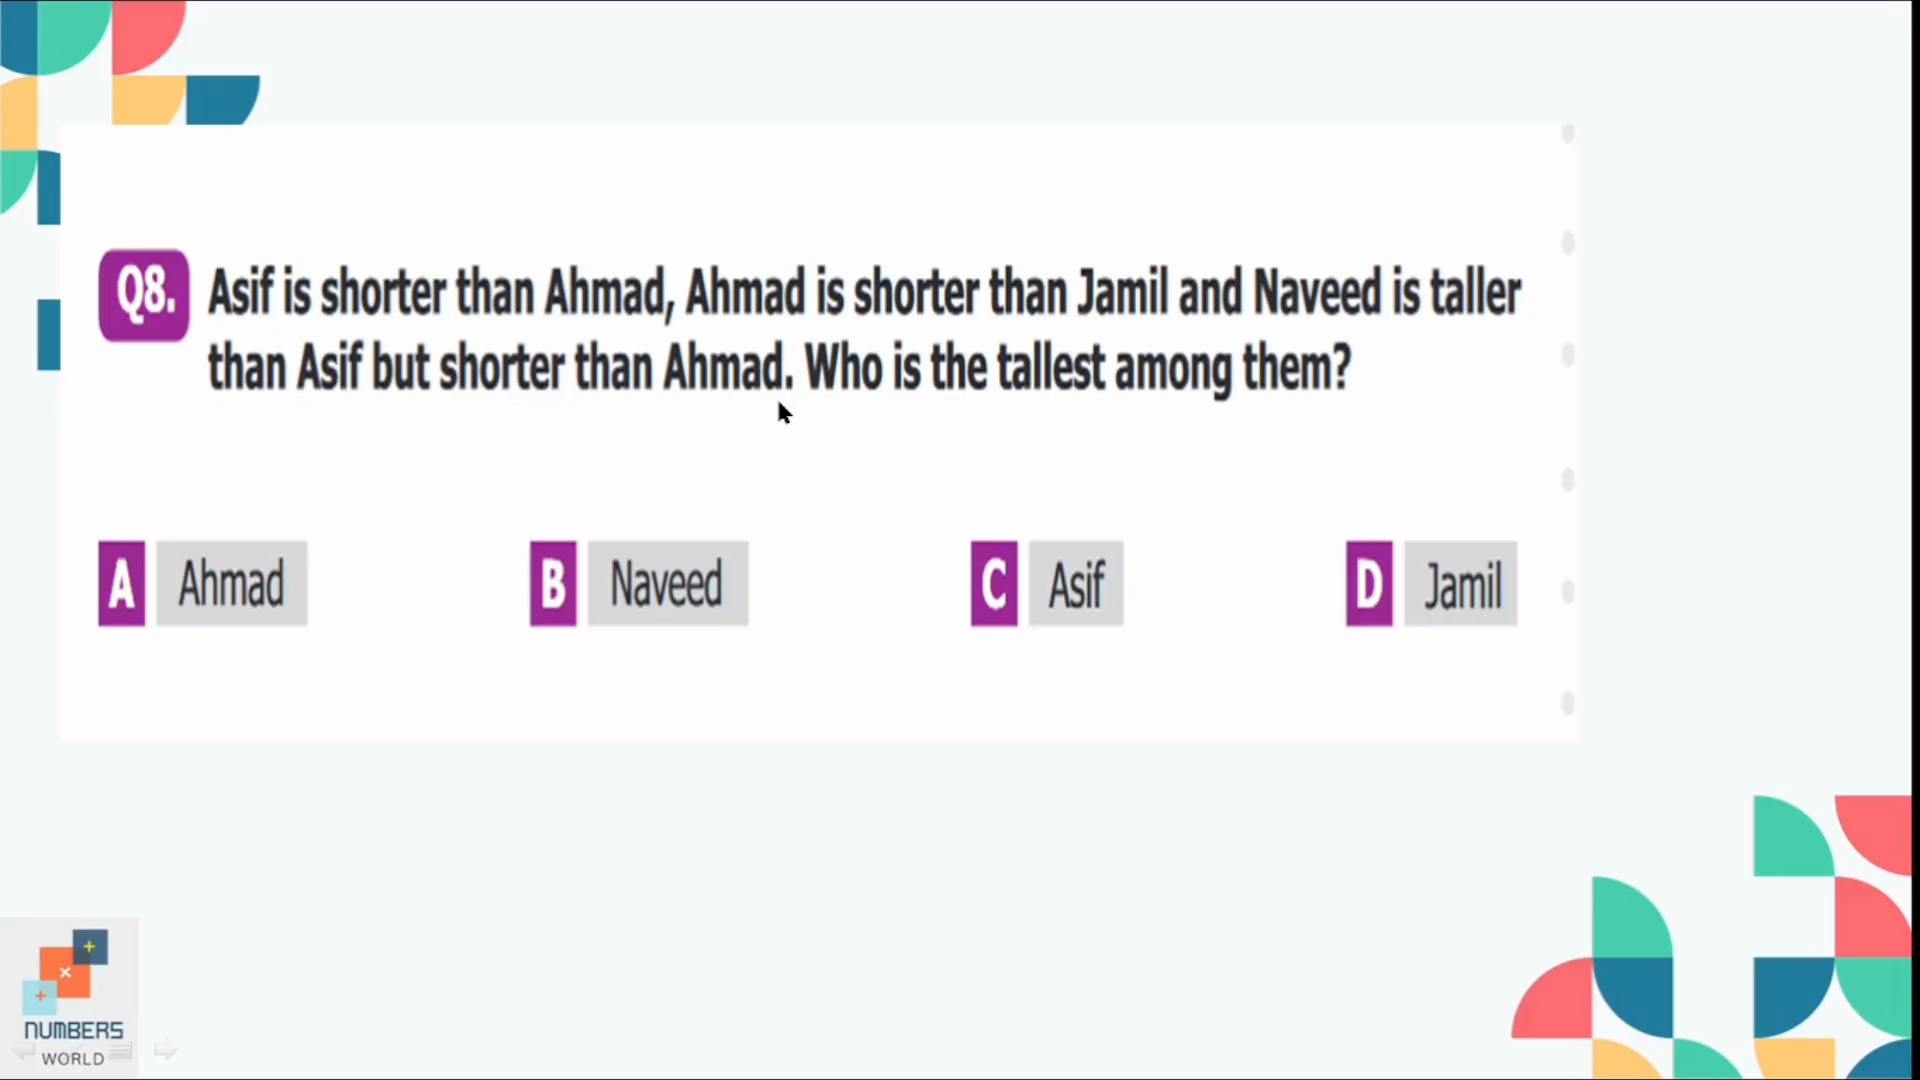 Q8. Asif is shorter than Ahmad, Ahmad is shorter than Jamil and Naveed is taller
than Asif but shorter than Ahmad. Who is the tallest among them?
A Ahmad
B Naveed
C Asif
D Jamil
NUMBERS
WORLD